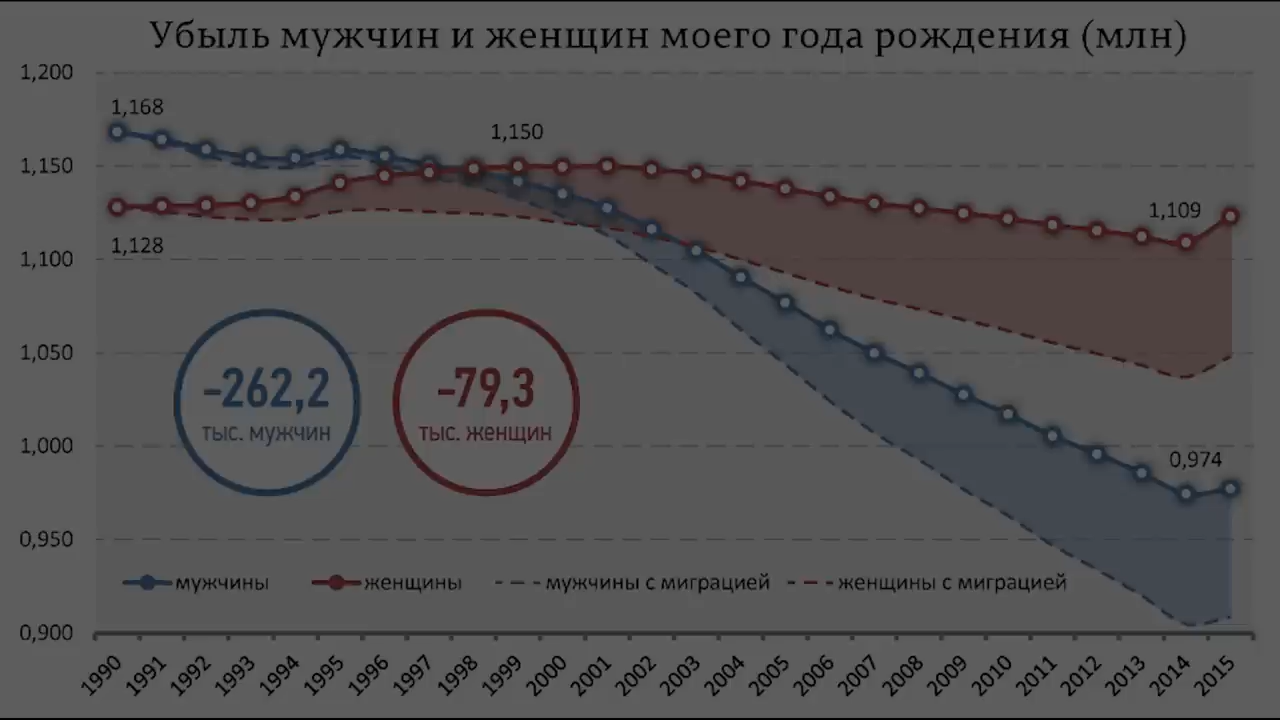 Убыль мужчин и женщин моего года рождения (млн)
1,200
1,168
1,150
1,150
1,128
1,109
1,100
1,050
-262,2
тыс. мужчин
-79,3
тыс. женщин
1,000
0,974
0,950
мужчины женщины мужчины с миграцией женщины с миграцией
0,900
1990 1991 1992 1993 1994 1995 1996 1997 1998 1999 2000 2001 2002 2003 2004 2005 2006 2007 2008 2009 2010 2011 2012 2013 2014 2015